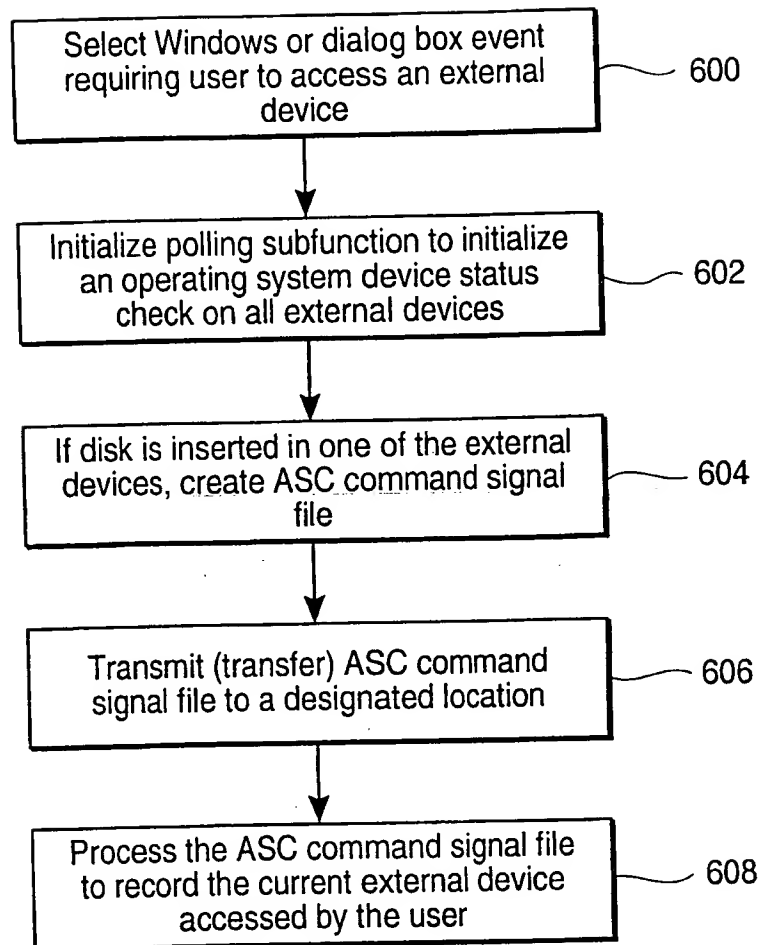 Select Windows or dialog box event
requiring user to access an external
device
600
Initialize polling subfunction to initialize
an operating system device status
check on all external devices
602
If disk is inserted in one of the external
devices, create ASC command signal
file
604
Transmit (transfer) ASC command
signal file to a designated location
606
Process the ASC command signal file
to record the current external device
accessed by the user
608